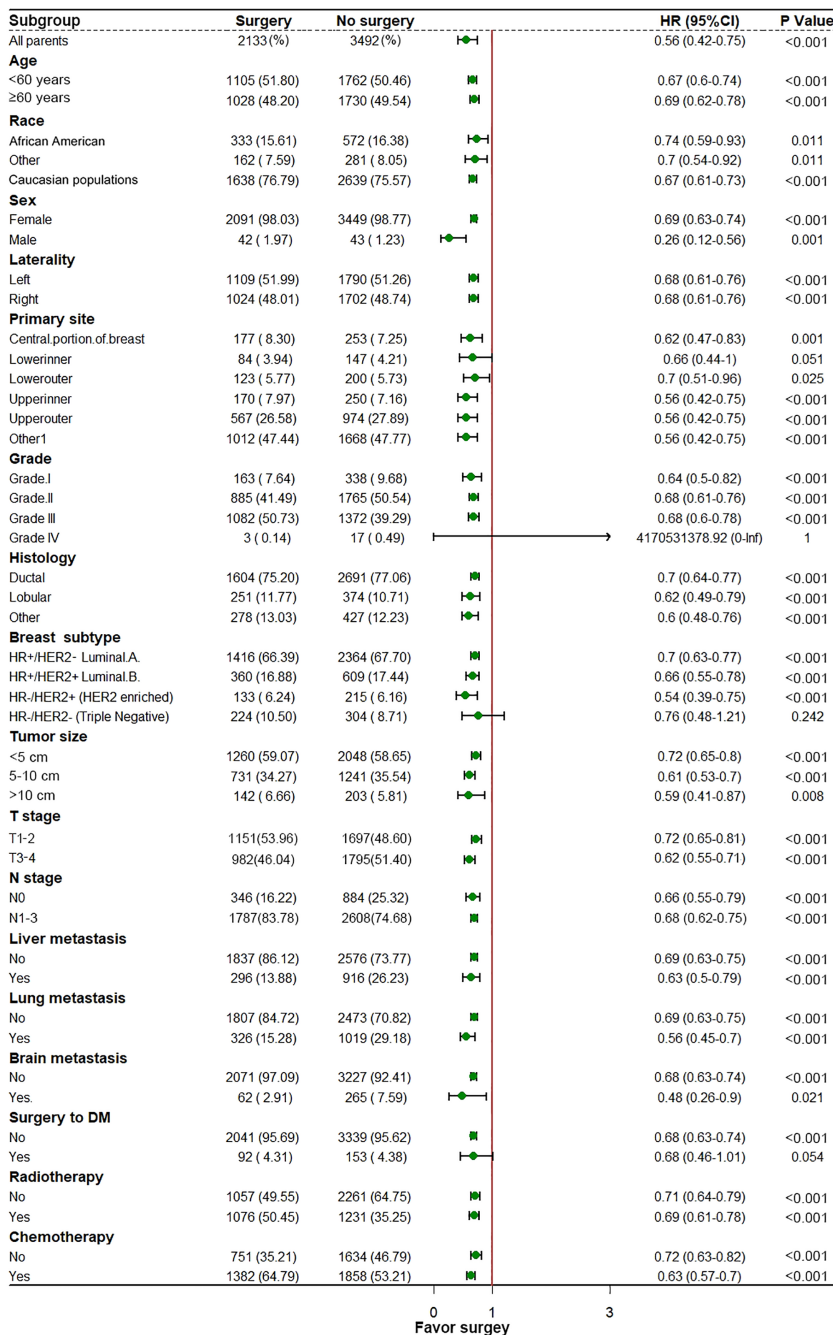 Subgroup Surgery No surgery HR (95%CI) P Value
All parents 2133(%) 3492(%) 0.56 (0.42-0.75) <0.001
Age
<60 years 1105 (51.80) 1762 (50.46) 0.67 (0.6-0.74) <0.001
≥60 years 1028 (48.20) 1730 (49.54) 0.69 (0.62-0.78) <0.001
Race
African American 333 (15.61) 572 (16.38) 0.74 (0.59-0.93) 0.011
Other 162 ( 7.59) 281 ( 8.05) 0.7 (0.54-0.92) 0.011
Caucasian populations 1638 (76.79) 2639 (75.57) 0.67 (0.61-0.73) <0.001
Sex
Female 2091 (98.03) 3449 (98.77) 0.69 (0.63-0.74) <0.001
Male 42 ( 1.97) 43 ( 1.23) 0.26 (0.12-0.56) 0.001
Laterality
Left 1109 (51.99) 1790 (51.26) 0.68 (0.61-0.76) <0.001
Right 1024 (48.01) 1702 (48.74) 0.68 (0.61-0.76) <0.001
Primary site
Central.portion.of.breast 177 ( 8.30) 253 ( 7.25) 0.62 (0.47-0.83) 0.001
Lowerinner 84 ( 3.94) 147 ( 4.21) 0.66 (0.44-1) 0.051
Lowerouter 123 ( 5.77) 200 ( 5.73) 0.7 (0.51-0.96) 0.025
Upperinner 170 ( 7.97) 250 ( 7.16) 0.56 (0.42-0.75) <0.001
Upperouter 567 (26.58) 974 (27.89) 0.56 (0.42-0.75) <0.001
Other1 1012 (47.44) 1668 (47.77) 0.56 (0.42-0.75) <0.001
Grade
Grade.I 163 ( 7.64) 338 ( 9.68) 0.64 (0.5-0.82) <0.001
Grade.II 885 (41.49) 1765 (50.54) 0.68 (0.61-0.76) <0.001
Grade III 1082 (50.73) 1372 (39.29) 0.68 (0.6-0.78) <0.001
Grade IV 3 ( 0.14) 17 ( 0.49) 4170531378.92 (0-Inf) 1
Histology
Ductal 1604 (75.20) 2691 (77.06) 0.7 (0.64-0.77) <0.001
Lobular 251 (11.77) 374 (10.71) 0.62 (0.49-0.79) <0.001
Other 278 (13.03) 427 (12.23) 0.6 (0.48-0.76) <0.001
Breast subtype
HR+/HER2- Luminal.A. 1416 (66.39) 2364 (67.70) 0.7 (0.63-0.77) <0.001
HR+/HER2+ Luminal.B. 360 (16.88) 609 (17.44) 0.66 (0.55-0.78) <0.001
HR-/HER2+ (HER2 enriched) 133 ( 6.24) 215 ( 6.16) 0.54 (0.39-0.75) <0.001
HR-/HER2- (Triple Negative) 224 (10.50) 304 ( 8.71) 0.76 (0.48-1.21) 0.242
Tumor size
<5 cm 1260 (59.07) 2048 (58.65) 0.72 (0.65-0.8) <0.001
5-10 cm 731 (34.27) 1241 (35.54) 0.61 (0.53-0.7) <0.001
>10 cm 142 ( 6.66) 203 ( 5.81) 0.59 (0.41-0.87) 0.008
T stage
T1-2 1151(53.96) 1697(48.60) 0.72 (0.65-0.81) <0.001
T3-4 982(46.04) 1795(51.40) 0.62 (0.55-0.71) <0.001
N stage
N0 346 (16.22) 884 (25.32) 0.66 (0.55-0.79) <0.001
N1-3 1787(83.78) 2608(74.68) 0.68 (0.62-0.75) <0.001
Liver metastasis
No 1837 (86.12) 2576 (73.77) 0.69 (0.63-0.75) <0.001
Yes 296 (13.88) 916 (26.23) 0.63 (0.5-0.79) <0.001
Lung metastasis
No 1807 (84.72) 2473 (70.82) 0.69 (0.63-0.75) <0.001
Yes 326 (15.28) 1019 (29.18) 0.56 (0.45-0.7) <0.001
Brain metastasis
No 2071 (97.09) 3227 (92.41) 0.68 (0.63-0.74) <0.001
Yes. 62 ( 2.91) 265 ( 7.59) 0.48 (0.26-0.9) 0.021
Surgery to DM
No 2041 (95.69) 3339 (95.62) 0.68 (0.63-0.74) <0.001
Yes 92 ( 4.31) 153 ( 4.38) 0.68 (0.46-1.01) 0.054
Radiotherapy
No 1057 (49.55) 2261 (64.75) 0.71 (0.64-0.79) <0.001
Yes 1076 (50.45) 1231 (35.25) 0.69 (0.61-0.78) <0.001
Chemotherapy
No 751 (35.21) 1634 (46.79) 0.72 (0.63-0.82) <0.001
Yes 1382 (64.79) 1858 (53.21) 0.63 (0.57-0.7) <0.001
0 1 3
Favor surgey